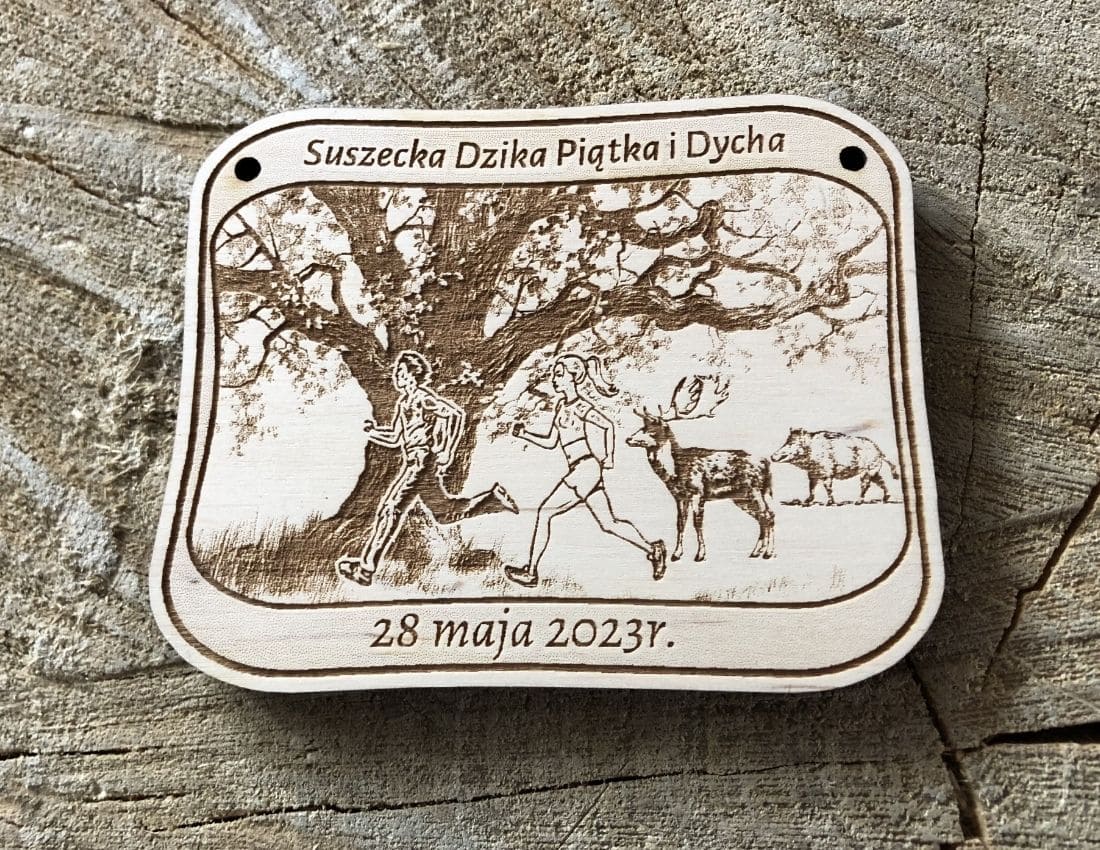 Suszecka Dzika Piątka i Dycha
28 maja 2023r.